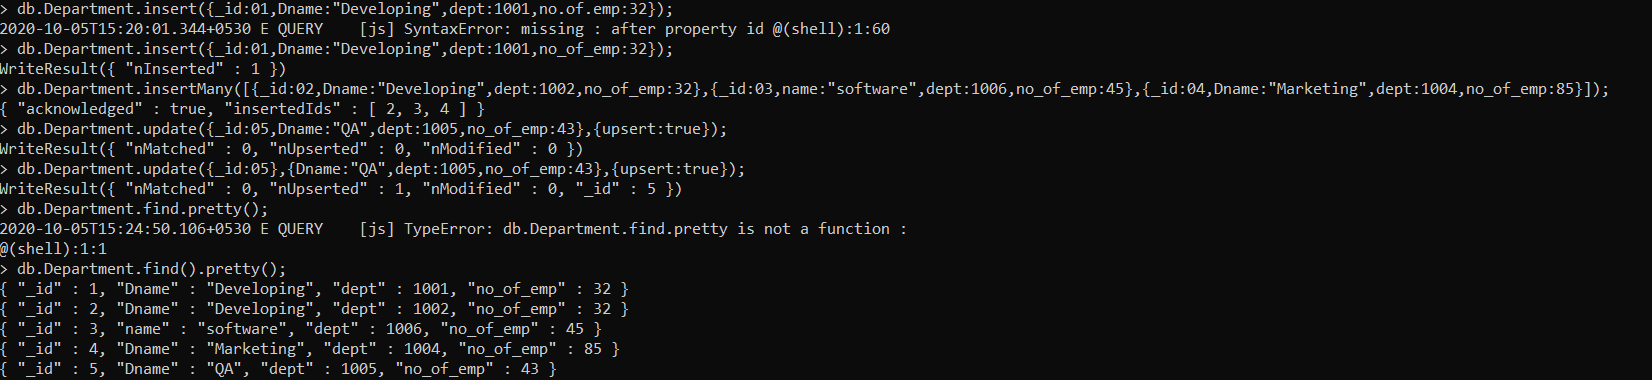 > db.Department.insert({_id:01,Dname:"Developing",dept:1001,no.of.emp:32});
2020-10-05T15:20:01.344+0530 E QUERY    [js] SyntaxError: missing : after property id @(shell):1:60
> db.Department.insert({_id:01,Dname:"Developing",dept:1001,no_of_emp:32});
WriteResult({ "nInserted" : 1 })
> db.Department.insertMany([{_id:02,Dname:"Developing",dept:1002,no_of_emp:32},{_id:03,name:"software",dept:1006,no_of_emp:45},{_id:04,Dname:"Marketing",dept:1004,no_of_emp:85}]);
{ "acknowledged" : true, "insertedIds" : [ 2, 3, 4 ] }
> db.Department.update({_id:05,Dname:"QA",dept:1005,no_of_emp:43},{upsert:true});
WriteResult({ "nMatched" : 0, "nUpserted" : 0, "nModified" : 0 })
> db.Department.update({_id:05},{Dname:"QA",dept:1005,no_of_emp:43},{upsert:true});
WriteResult({ "nMatched" : 0, "nUpserted" : 1, "nModified" : 0, "_id" : 5 })
> db.Department.find.pretty();
2020-10-05T15:24:50.106+0530 E QUERY    [js] TypeError: db.Department.find.pretty is not a function :
@(shell):1:1
> db.Department.find().pretty();
{ "_id" : 1, "Dname" : "Developing", "dept" : 1001, "no_of_emp" : 32 }
{ "_id" : 2, "Dname" : "Developing", "dept" : 1002, "no_of_emp" : 32 }
{ "_id" : 3, "name" : "software", "dept" : 1006, "no_of_emp" : 45 }
{ "_id" : 4, "Dname" : "Marketing", "dept" : 1004, "no_of_emp" : 85 }
{ "_id" : 5, "Dname" : "QA", "dept" : 1005, "no_of_emp" : 43 }